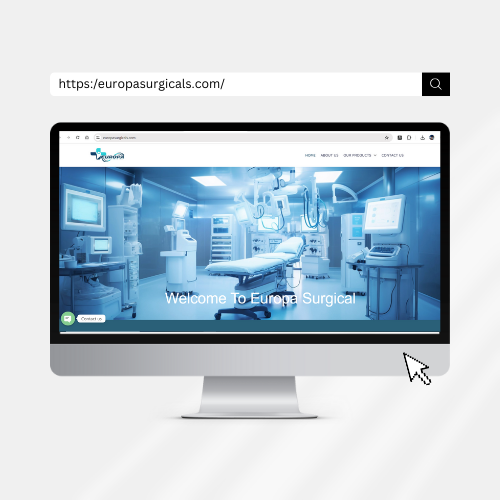 https:/europasurgicals.com/
europasurgicals.com
EUROPA
HOME ABOUT US OUR PRODUCTS CONTACT US
Welcome To Europa Surgical
Contact us